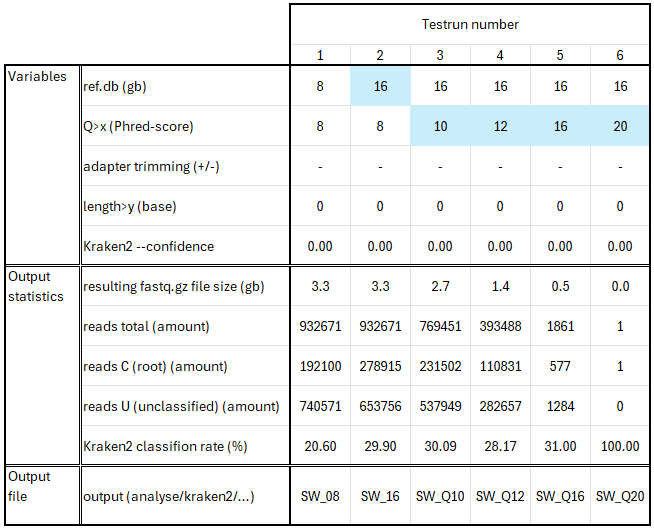 Testrun number
1 2 3 4 5 6
Variables
ref.db (gb) 8 16 16 16 16 16
Q>x (Phred-score) 8 8 10 12 16 20
adapter trimming (+/-) - - - - - -
length>y (base) 0 0 0 0 0 0
Kraken2 --confidence 0.00 0.00 0.00 0.00 0.00 0.00
Output
statistics
resulting fastq.gz file size (gb) 3.3 3.3 2.7 1.4 0.5 0.0
reads total (amount) 932671 932671 769451 393488 1861 1
reads C (root) (amount) 192100 278915 231502 110831 577 1
reads U (unclassified) (amount) 740571 653756 537949 282657 1284 0
Kraken2 classifion rate (%) 20.60 29.90 30.09 28.17 31.00 100.00
Output
file
output (analyse/kraken2/...) SW_08 SW_16 SW_Q10 SW_Q12 SW_Q16 SW_Q20